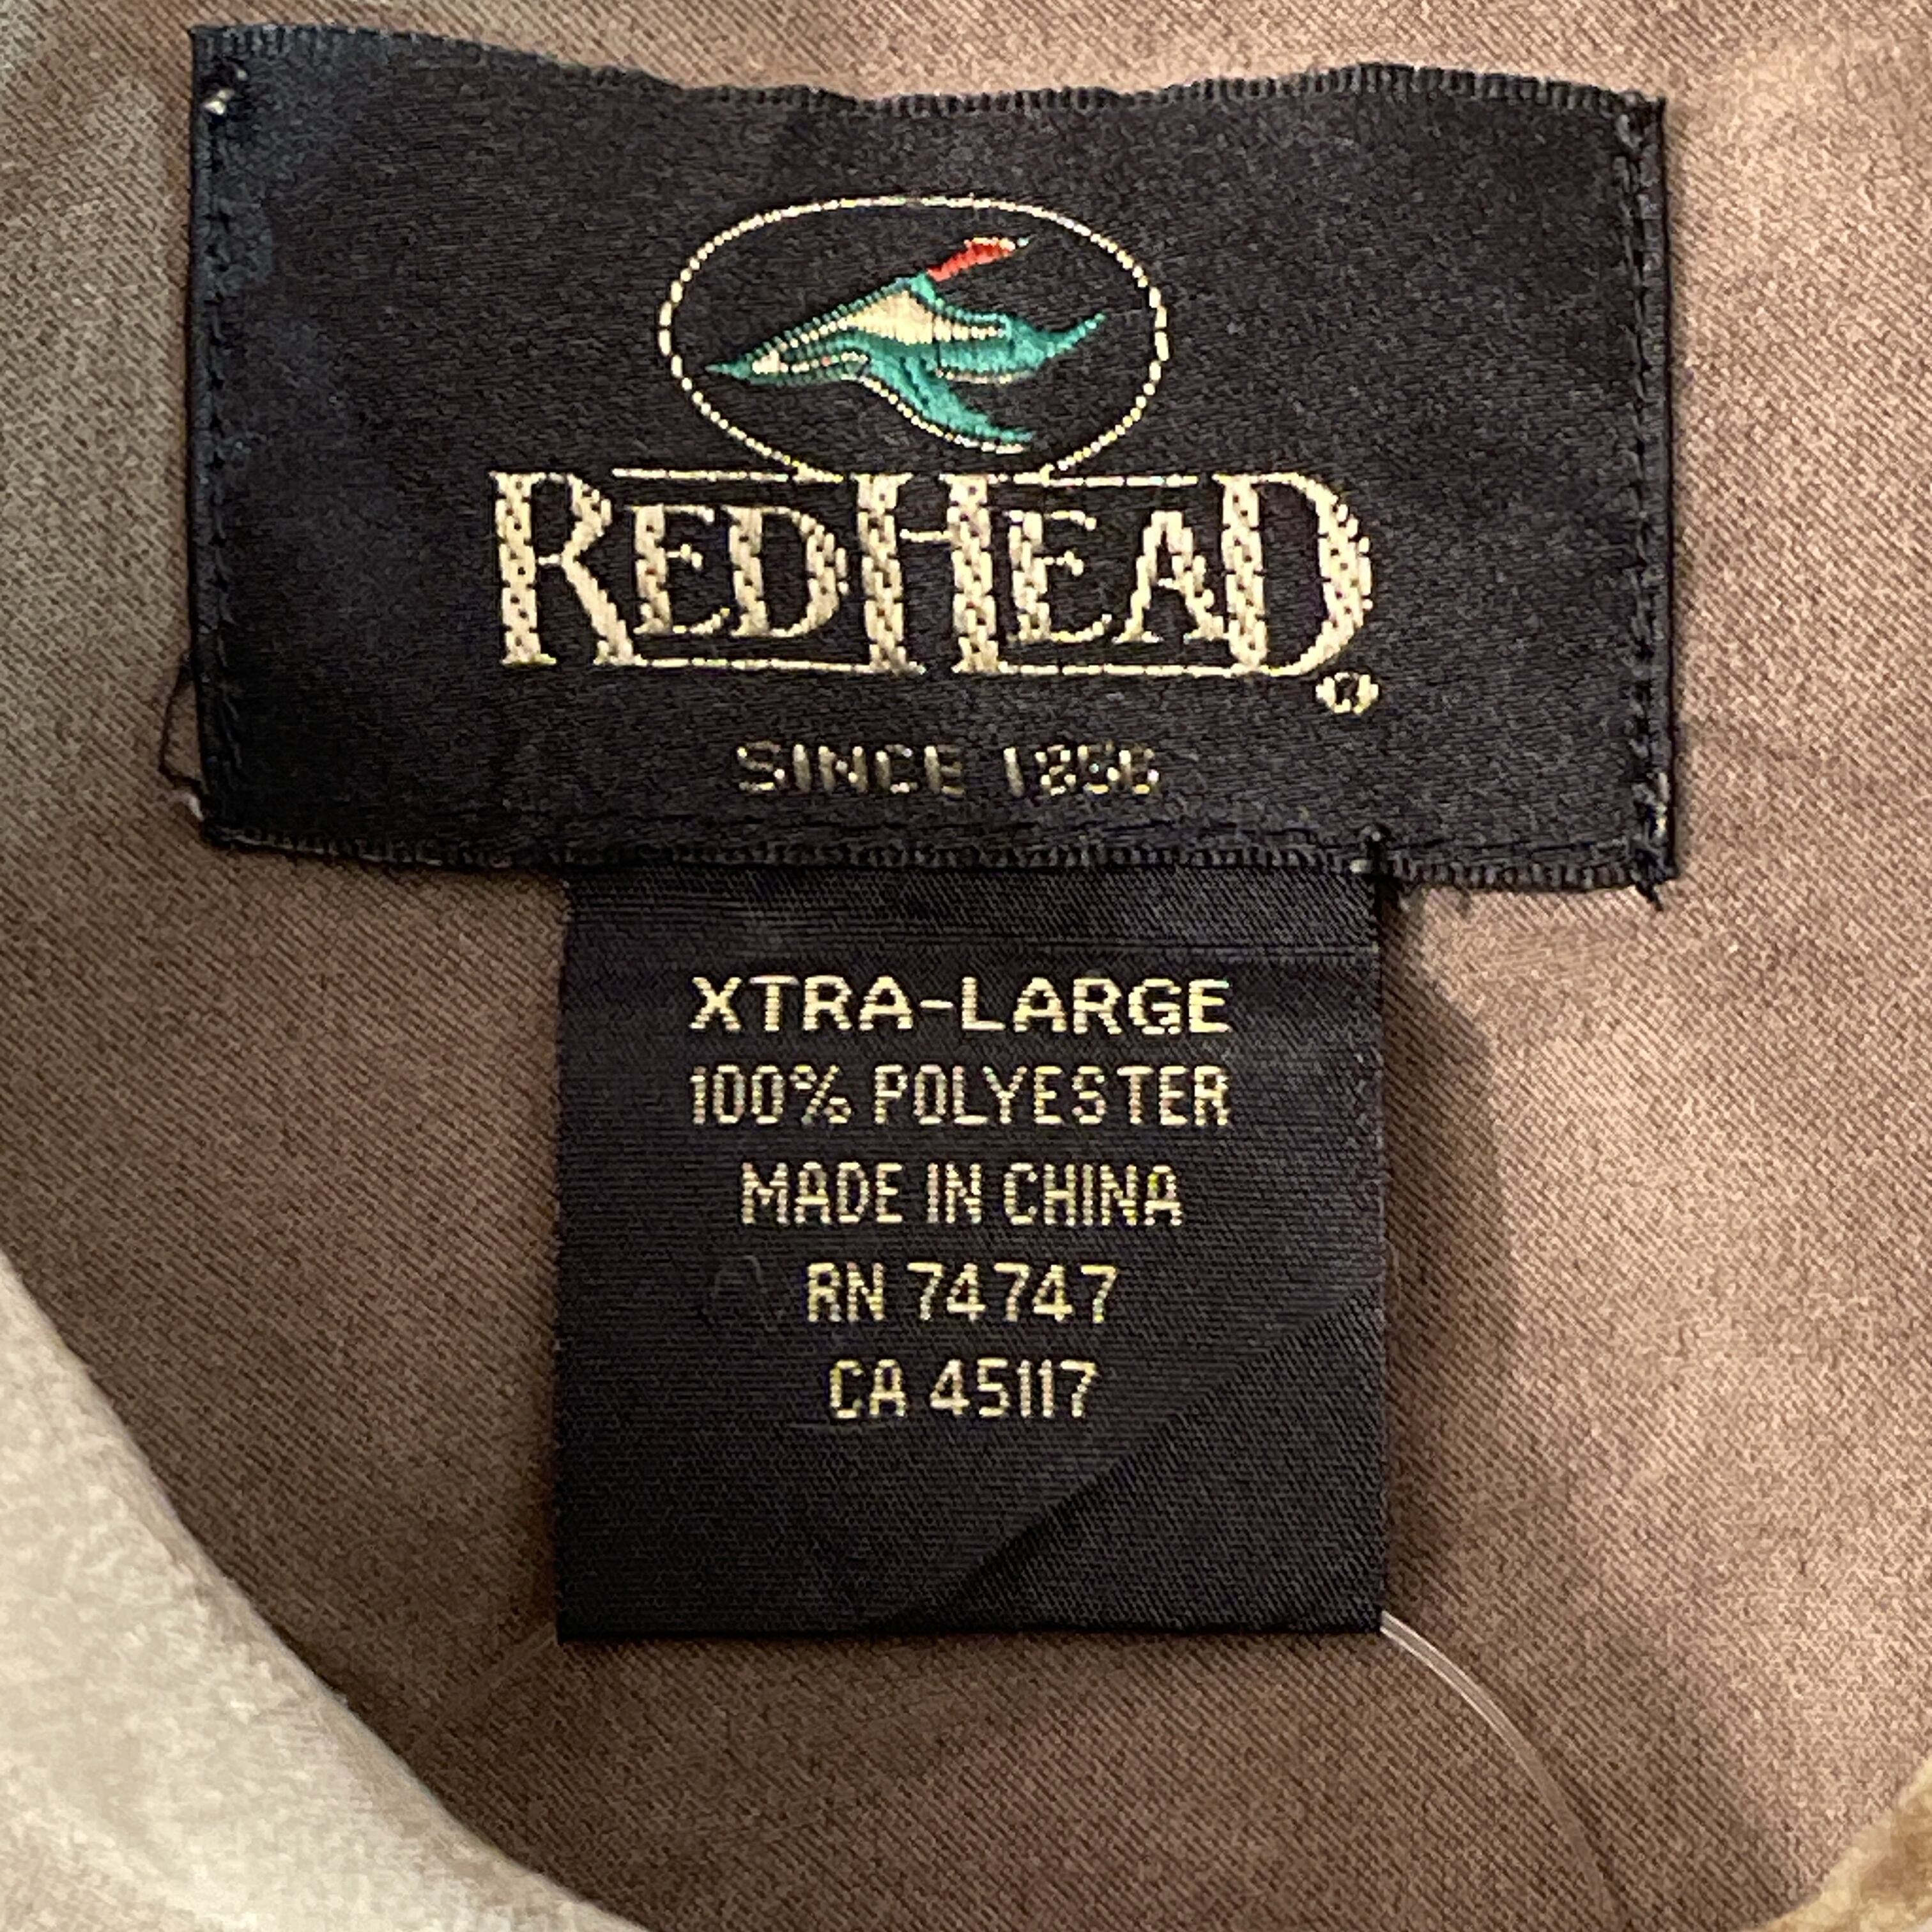 REDHEAD®
SINCE 1856
XTRA-LARGE
100% POLYESTER
MADE IN CHINA
RN 74747
CA 45117